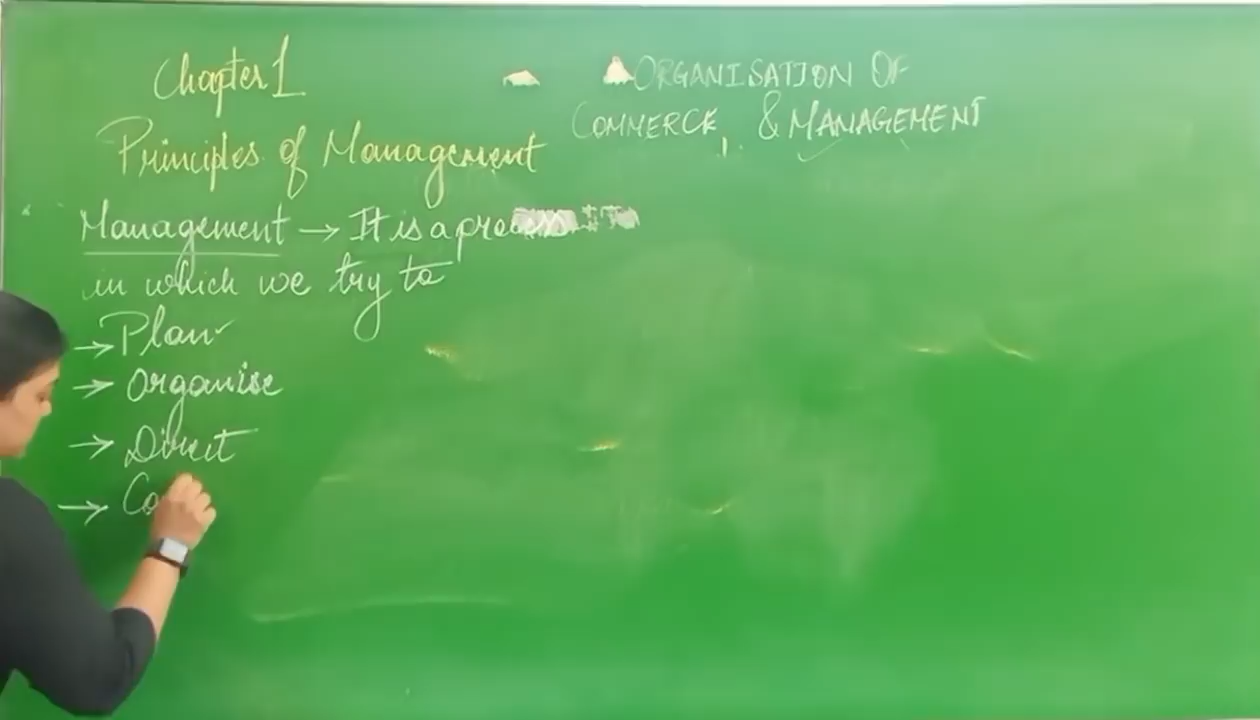 Chapter 1
Principles of Management
ORGANISATION OF
COMMERCE & MANAGEMENT
Management → It is a process
in which we try to
→ Plan
→ Organise
→ Direct
→ Co